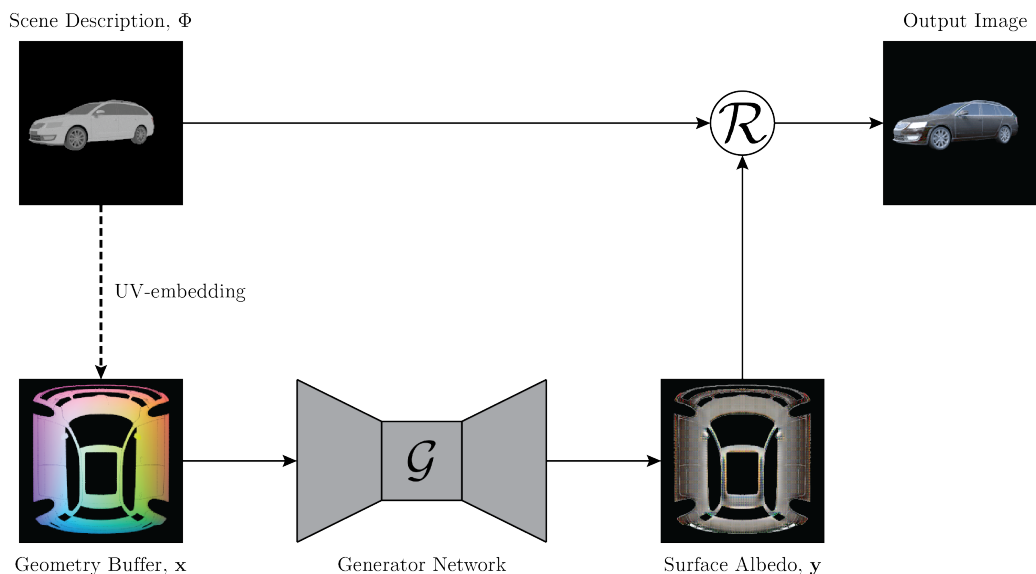 Scene Description, Φ
Output Image
ℛ
UV-embedding
𝒢
Geometry Buffer, x
Generator Network
Surface Albedo, y